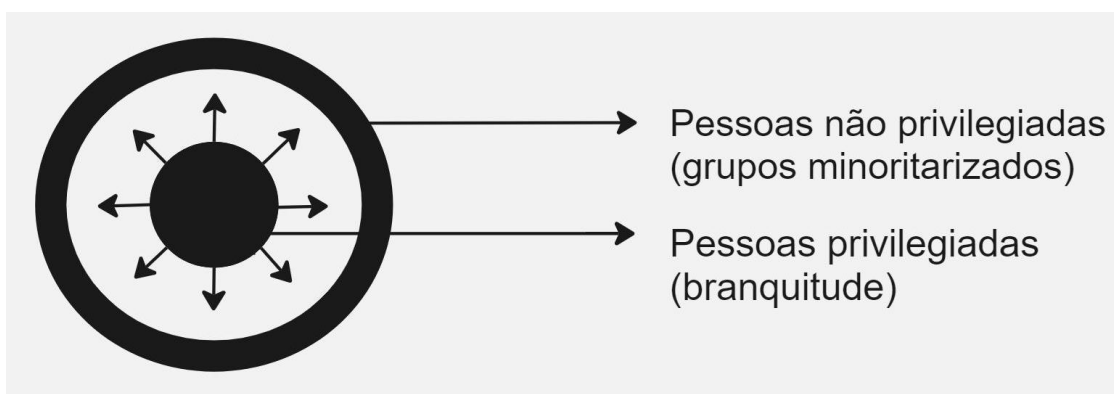 Pessoas não privilegiadas
(grupos minoritarizados)
Pessoas privilegiadas
(branquitude)